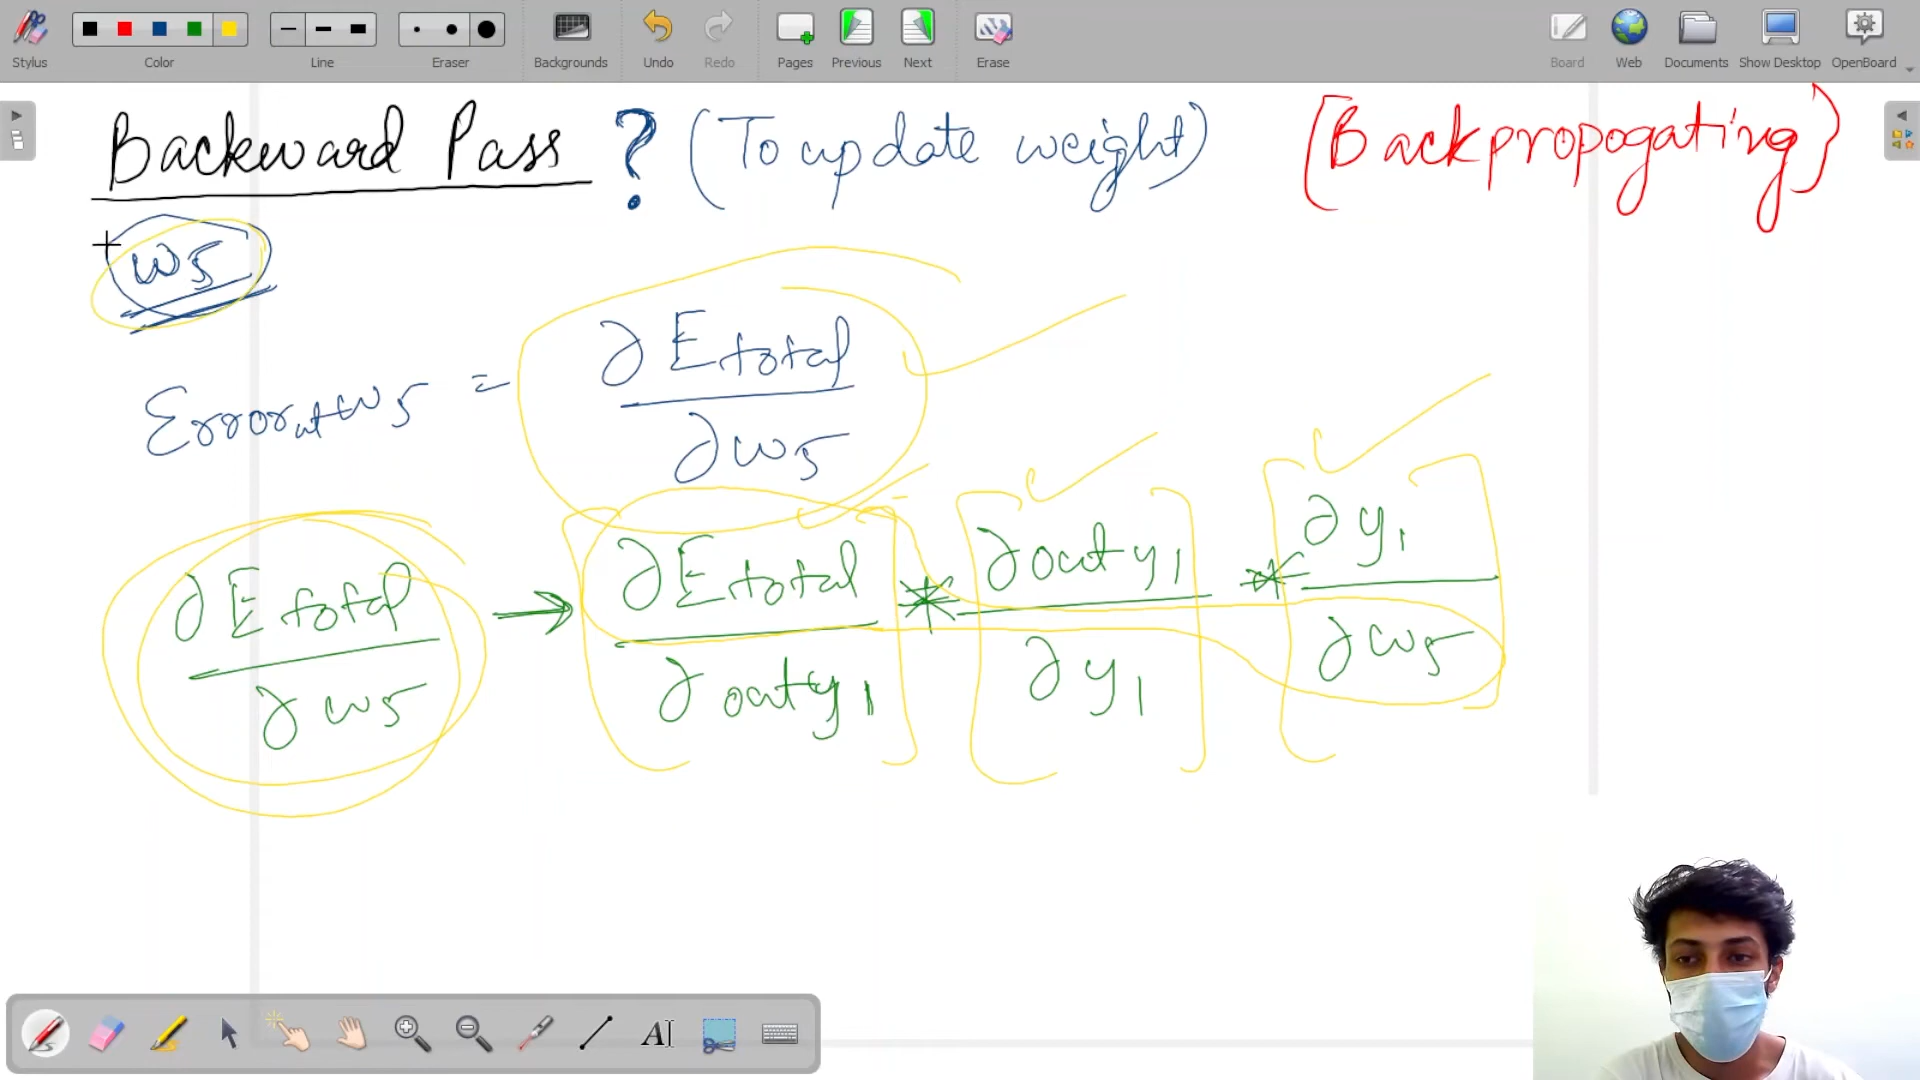 Stylus Color Line Eraser Backgrounds Undo Redo Pages Previous Next Erase Board Web Documents Show Desktop OpenBoard
Backward Pass ? (To update weight) {Backpropogating}
w5
Error at w5 = ∂Etotal / ∂w5
∂Etotal / ∂w5 → ∂Etotal / ∂outy1 * ∂outy1 / ∂y1 * ∂y1 / ∂w5
AI